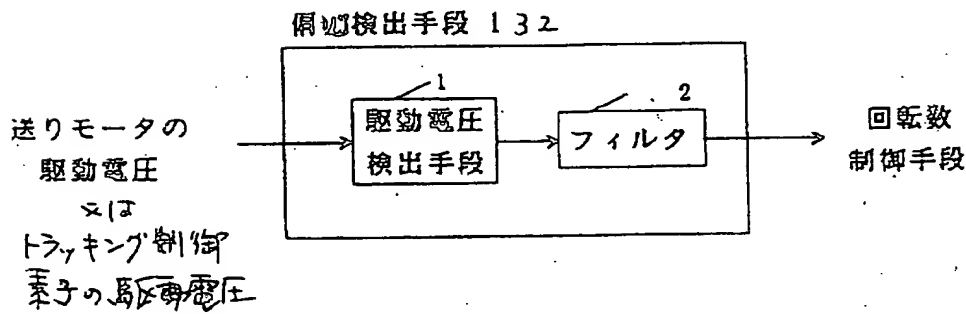 偏心検出手段 132
1
駆動電圧
検出手段
2
フィルタ
送りモータの
駆動電圧
又は
トラッキング制御
素子の駆動電圧
回転数
制御手段